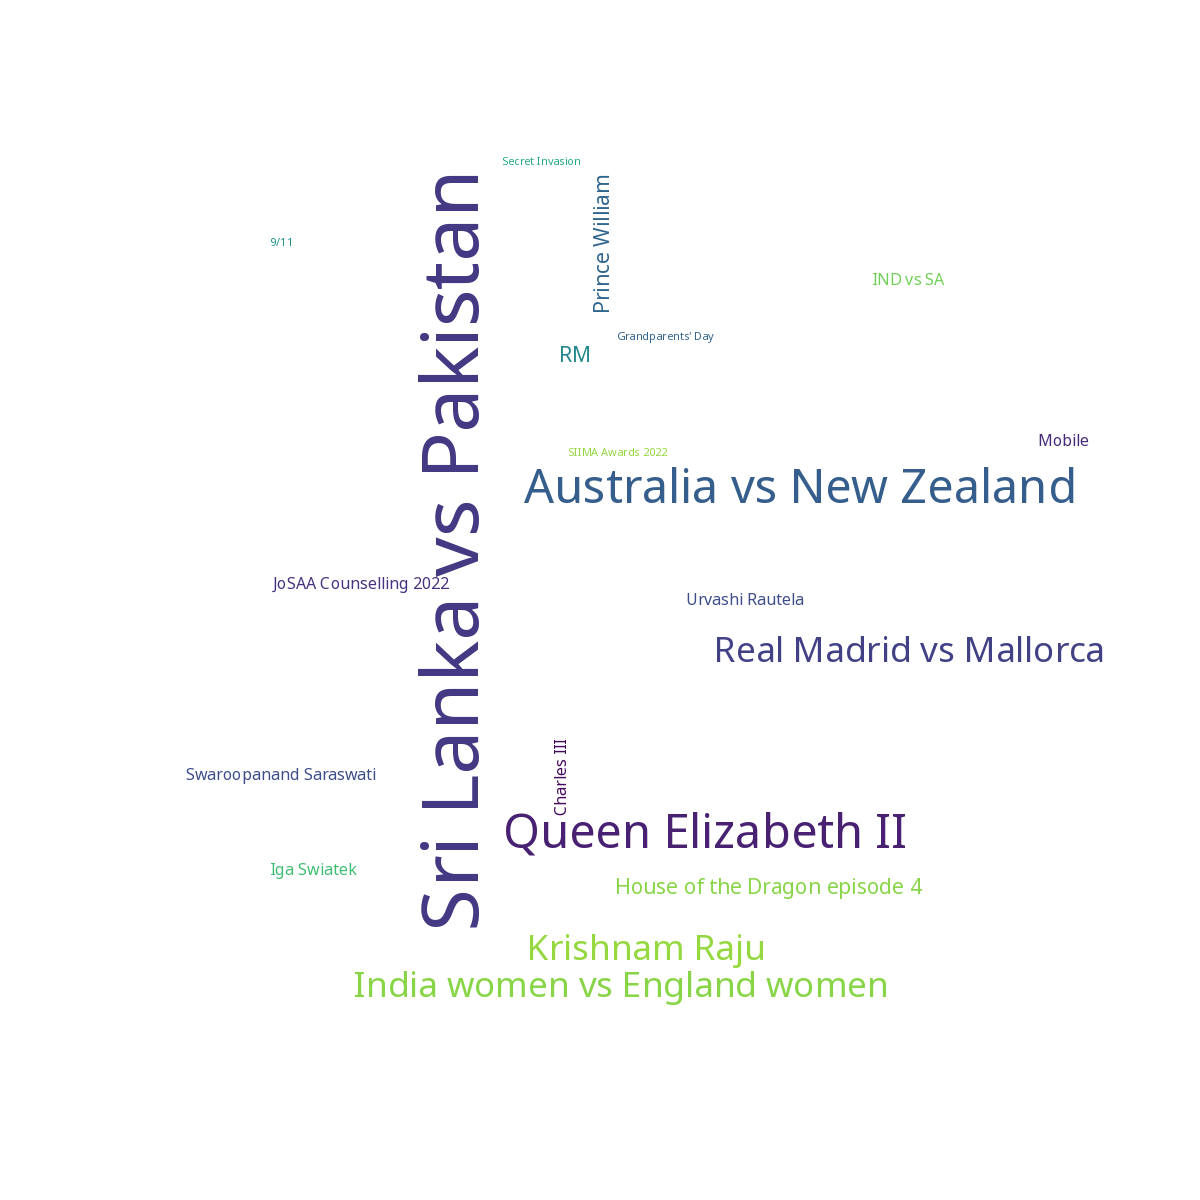 Secret Invasion
Prince William
9/11
Sri Lanka vs Pakistan
IND vs SA
Grandparents' Day
RM
Mobile
SIIMA Awards 2022
Australia vs New Zealand
JoSAA Counselling 2022
Urvashi Rautela
Real Madrid vs Mallorca
Charles III
Swaroopanand Saraswati
Queen Elizabeth II
Iga Swiatek
House of the Dragon episode 4
Krishnam Raju
India women vs England women